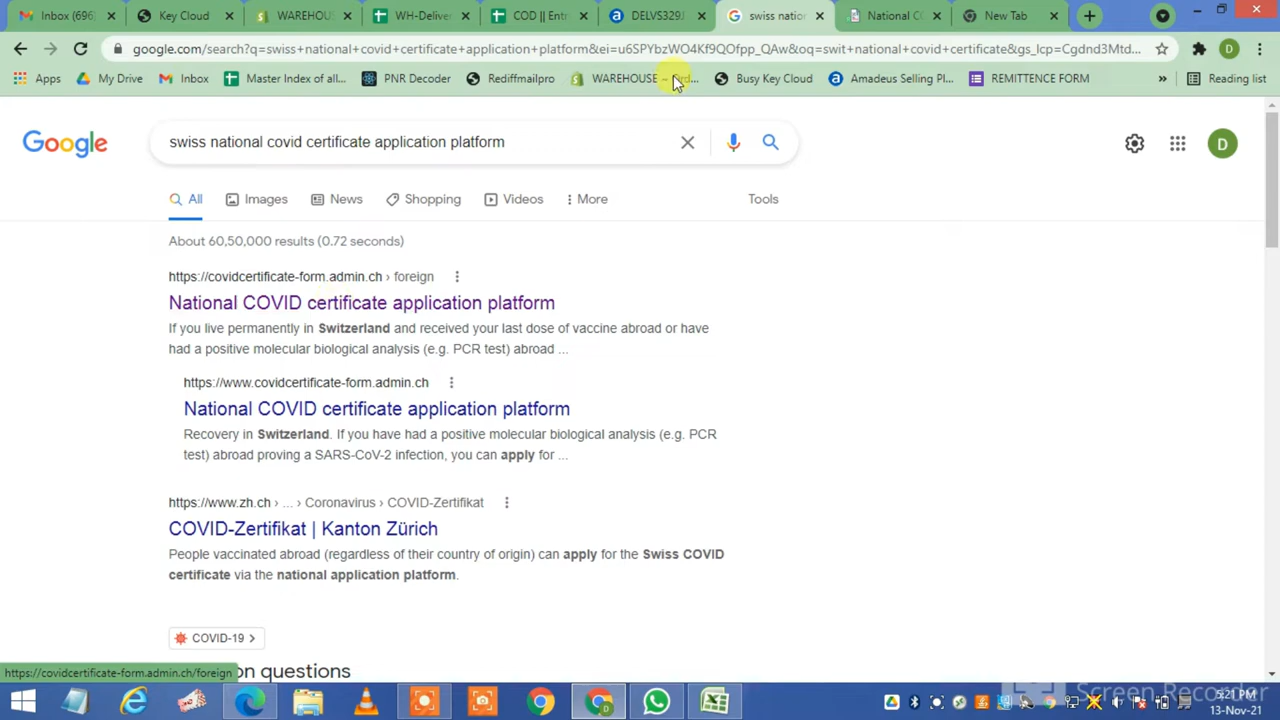 Inbox (696)
Key Cloud
WAREHOUS
WH-Deliver
COD || Entr
DELVS329J
swiss nation
National CO
New Tab
google.com/search?q=swiss+national+covid+certificate+application+platform&ei=u6SPYbzWO4Kf9QOfpp_QAw&oq=swit+national+covid+certificate&gs_lcp=Cgdnd3Mtd...
D
Apps
My Drive
Inbox
Master Index of all...
PNR Decoder
Rediffmailpro
WAREHOUSE ~ Ord...
Busy Key Cloud
Amadeus Selling Pl...
REMITTENCE FORM
»
Reading list
Google
swiss national covid certificate application platform
D
All
Images
News
Shopping
Videos
More
Tools
About 60,50,000 results (0.72 seconds)
https://covidcertificate-form.admin.ch › foreign
National COVID certificate application platform
If you live permanently in Switzerland and received your last dose of vaccine abroad or have
had a positive molecular biological analysis (e.g. PCR test) abroad ...
https://www.covidcertificate-form.admin.ch
National COVID certificate application platform
Recovery in Switzerland. If you have had a positive molecular biological analysis (e.g. PCR
test) abroad proving a SARS-CoV-2 infection, you can apply for ...
https://www.zh.ch › ... › Coronavirus › COVID-Zertifikat
COVID-Zertifikat | Kanton Zürich
People vaccinated abroad (regardless of their country of origin) can apply for the Swiss COVID
certificate via the national application platform.
COVID-19
on questions
https://covidcertificate-form.admin.ch/foreign
Screen Recorder
5:21 PM
13-Nov-21